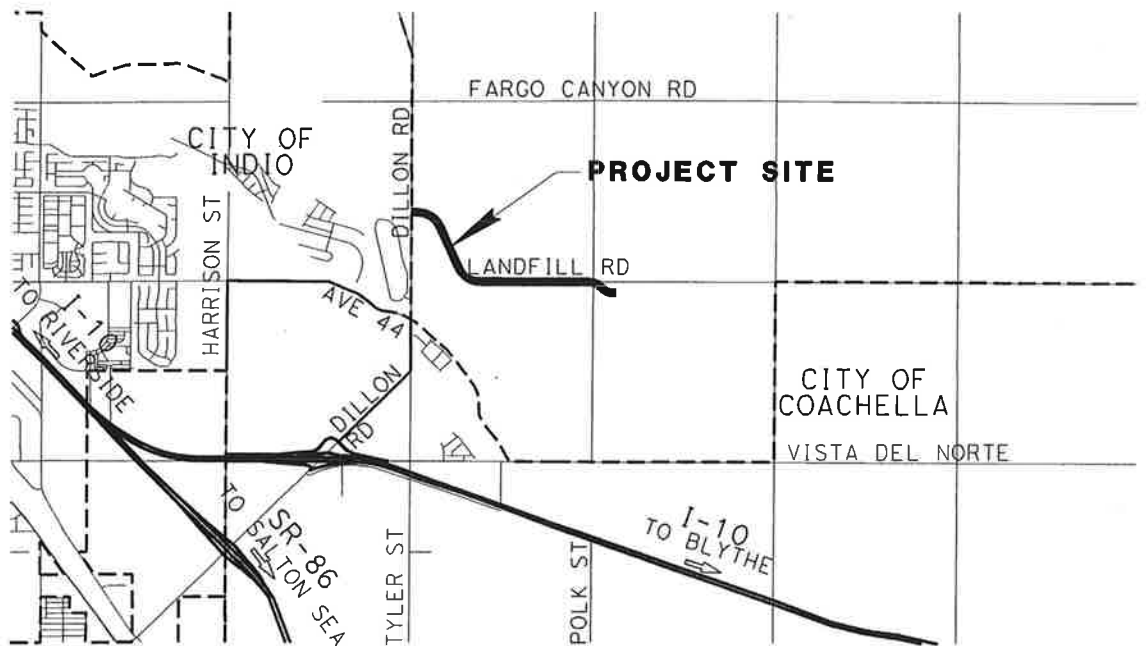 FARGO CANYON RD
CITY OF
INDIO
DILLON RD
PROJECT SITE
HARRISON ST
LANDFILL RD
AVE 44
I-10
TO RIVERSIDE
DILLON
RD
CITY OF
COACHELLA
VISTA DEL NORTE
SR-86
TO SALTON SEA
TYLER ST
POLK ST
I-10
TO BLYTHE